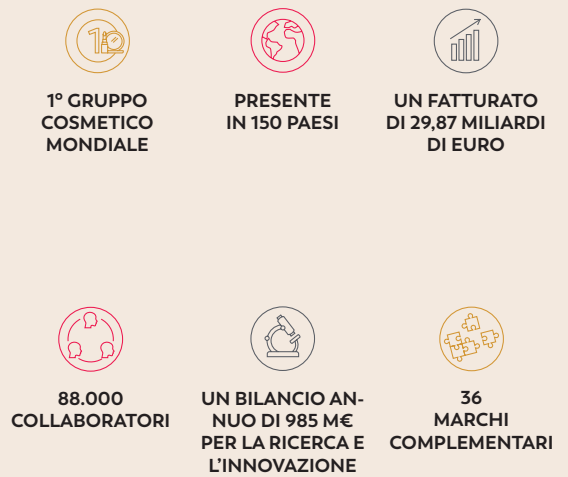 1
1° GRUPPO
COSMETICO
MONDIALE
PRESENTE
IN 150 PAESI
UN FATTURATO
DI 29,87 MILIARDI
DI EURO
88.000
COLLABORATORI
UN BILANCIO AN-
NUO DI 985 M€
PER LA RICERCA E
L'INNOVAZIONE
36
MARCHI
COMPLEMENTARI